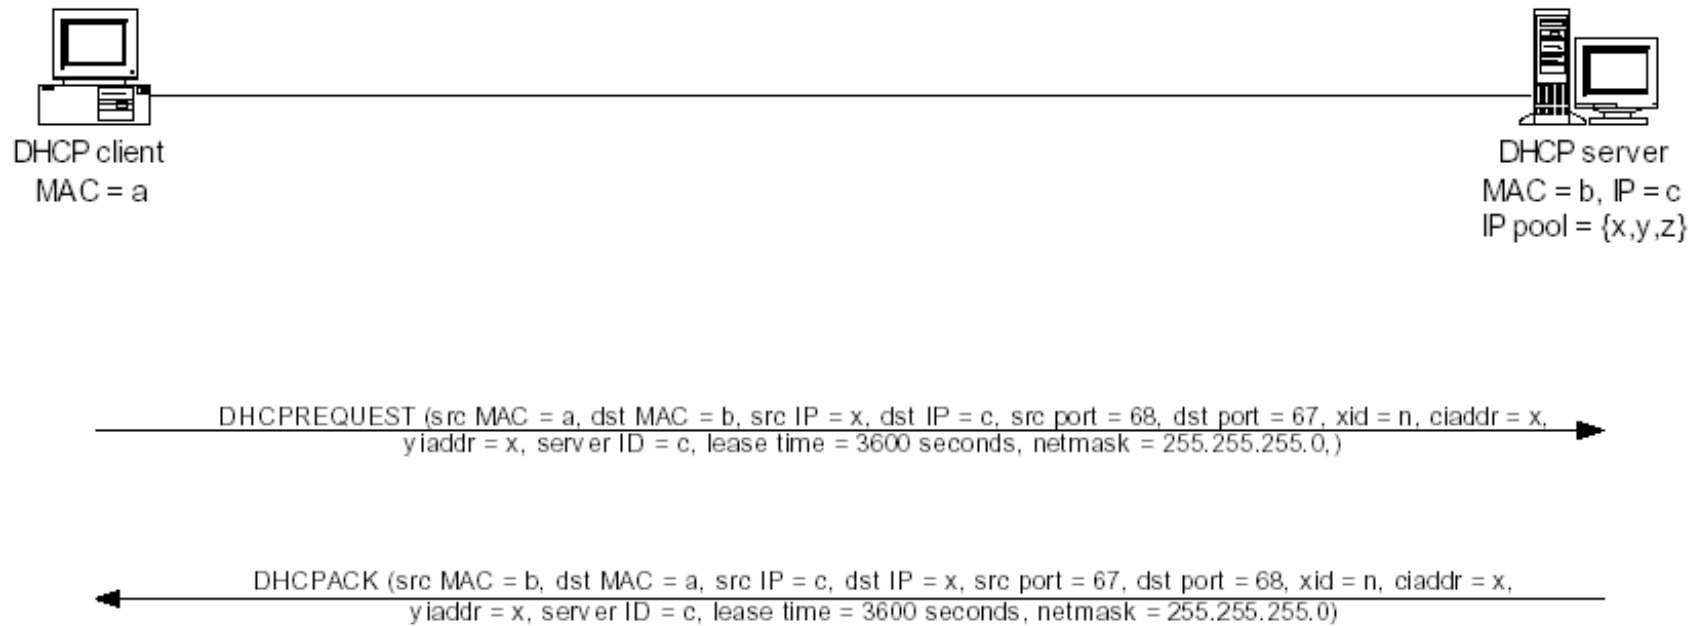 DHCP client
MAC = a
DHCP server
MAC = b, IP = c
IP pool = {x,y,z}
DHCPREQUEST (src MAC = a, dst MAC = b, src IP = x, dst IP = c, src port = 68, dst port = 67, xid = n, ciaddr = x,
yiaddr = x, server ID = c, lease time = 3600 seconds, netmask = 255.255.255.0,)
DHCPACK (src MAC = b, dst MAC = a, src IP = c, dst IP = x, src port = 67, dst port = 68, xid = n, ciaddr = x,
yiaddr = x, server ID = c, lease time = 3600 seconds, netmask = 255.255.255.0)